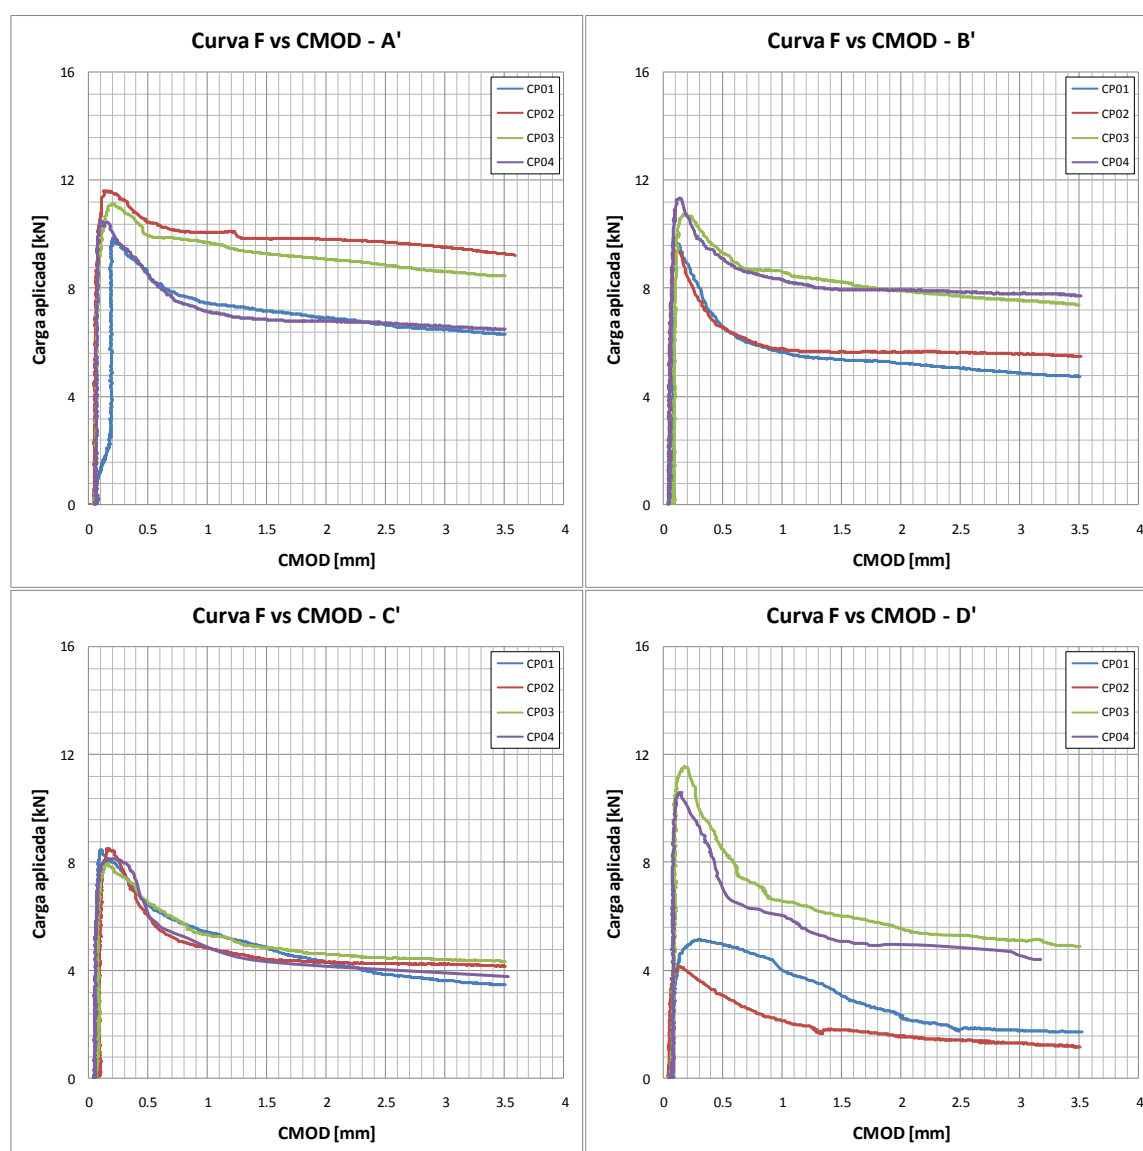 Curva F vs CMOD - A'
16
12
8
4
0
Carga aplicada [kN]
CP01
CP02
CP03
CP04
0 0.5 1 1.5 2 2.5 3 3.5 4
CMOD [mm]
Curva F vs CMOD - B'
16
12
8
4
0
Carga aplicada [kN]
CP01
CP02
CP03
CP04
0 0.5 1 1.5 2 2.5 3 3.5 4
CMOD [mm]
Curva F vs CMOD - C'
16
12
8
4
0
Carga aplicada [kN]
CP01
CP02
CP03
CP04
0 0.5 1 1.5 2 2.5 3 3.5 4
CMOD [mm]
Curva F vs CMOD - D'
16
12
8
4
0
Carga aplicada [kN]
CP01
CP02
CP03
CP04
0 0.5 1 1.5 2 2.5 3 3.5 4
CMOD [mm]